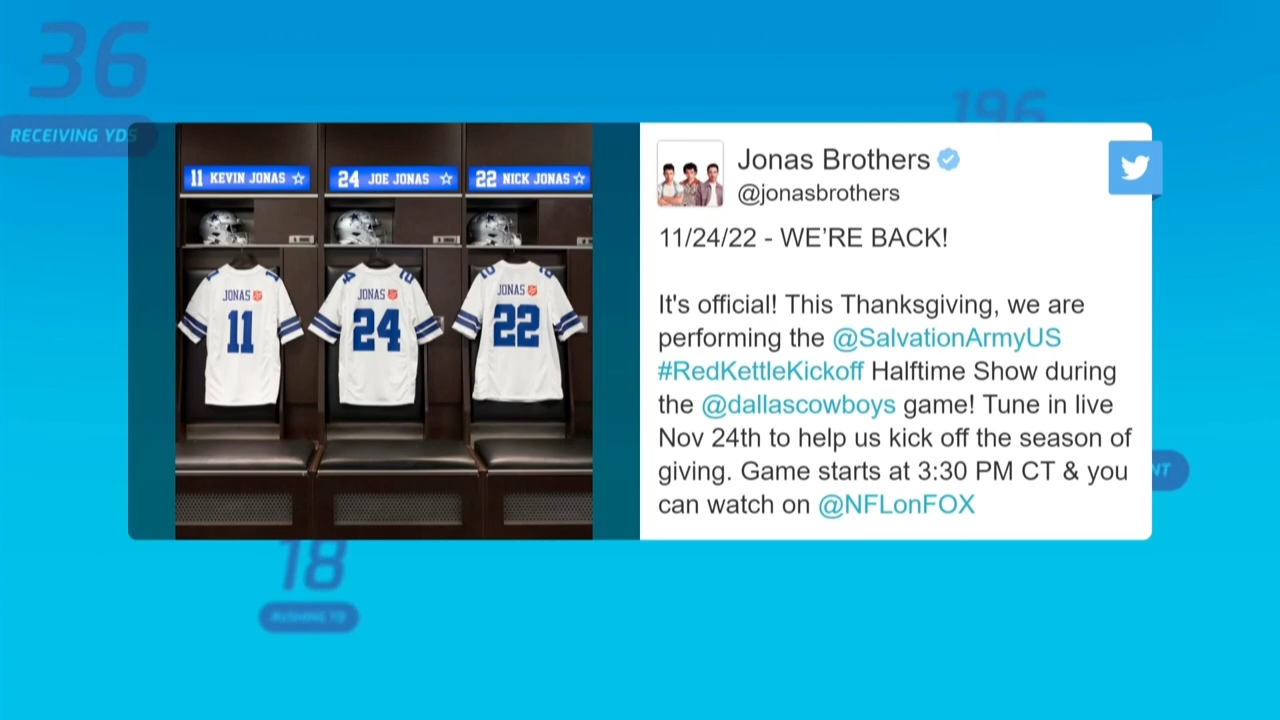 36
RECEIVING YDS
196
11 KEVIN JONAS
24 JOE JONAS
22 NICK JONAS
JONAS
11
JONAS
24
JONAS
22
Jonas Brothers
@jonasbrothers
11/24/22 - WE’RE BACK!
It's official! This Thanksgiving, we are
performing the @SalvationArmyUS
#RedKettleKickoff Halftime Show during
the @dallascowboys game! Tune in live
Nov 24th to help us kick off the season of
giving. Game starts at 3:30 PM CT & you
can watch on @NFLonFOX
NT
18
RUSHING YD